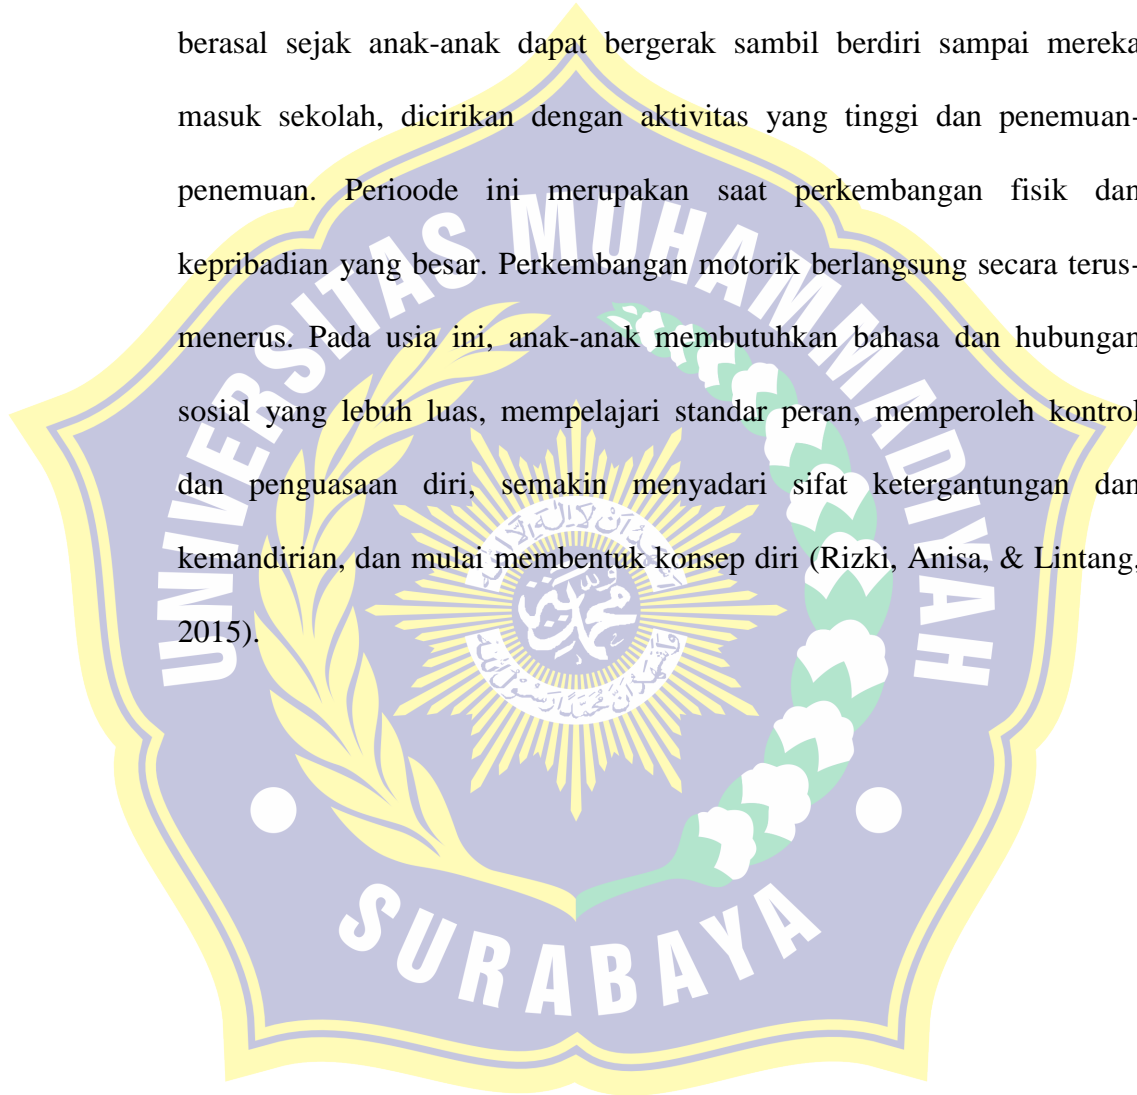 berasal sejak anak-anak dapat bergerak sambil berdiri sampai mereka
masuk sekolah, dicirikan dengan aktivitas yang tinggi dan penemuan-
penemuan. Perioode ini merupakan saat perkembangan fisik dan
kepribadian yang besar. Perkembangan motorik berlangsung secara terus-
menerus. Pada usia ini, anak-anak membutuhkan bahasa dan hubungan
sosial yang lebuh luas, mempelajari standar peran, memperoleh kontrol
dan penguasaan diri, semakin menyadari sifat ketergantungan dan
kemandirian, dan mulai membentuk konsep diri (Rizki, Anisa, & Lintang,
2015).
UNIVERSITAS MUHAMMADIYAH
SURABAYA